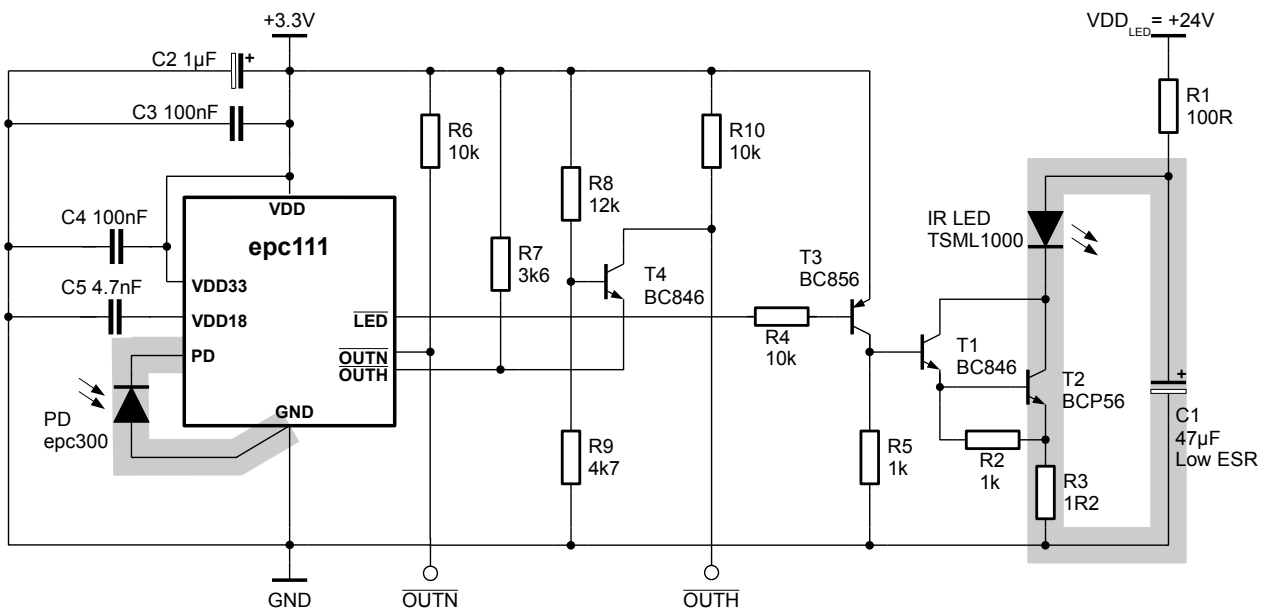 +3.3V
VDD LED = +24V
C2 1µF
+
C3 100nF
R6
10k
R10
10k
R1
100R
R8
12k
VDD
epc111
C4 100nF
IR LED
TSML1000
R7
3k6
T3
BC856
T4
BC846
VDD33
C5 4.7nF
VDD18
LED
PD
OUTN
OUTH
R4
10k
T1
BC846
T2
BCP56
+
C1
47µF
Low ESR
PD
epc300
GND
R9
4k7
R5
1k
R2
1k
R3
1R2
GND
OUTN
OUTH